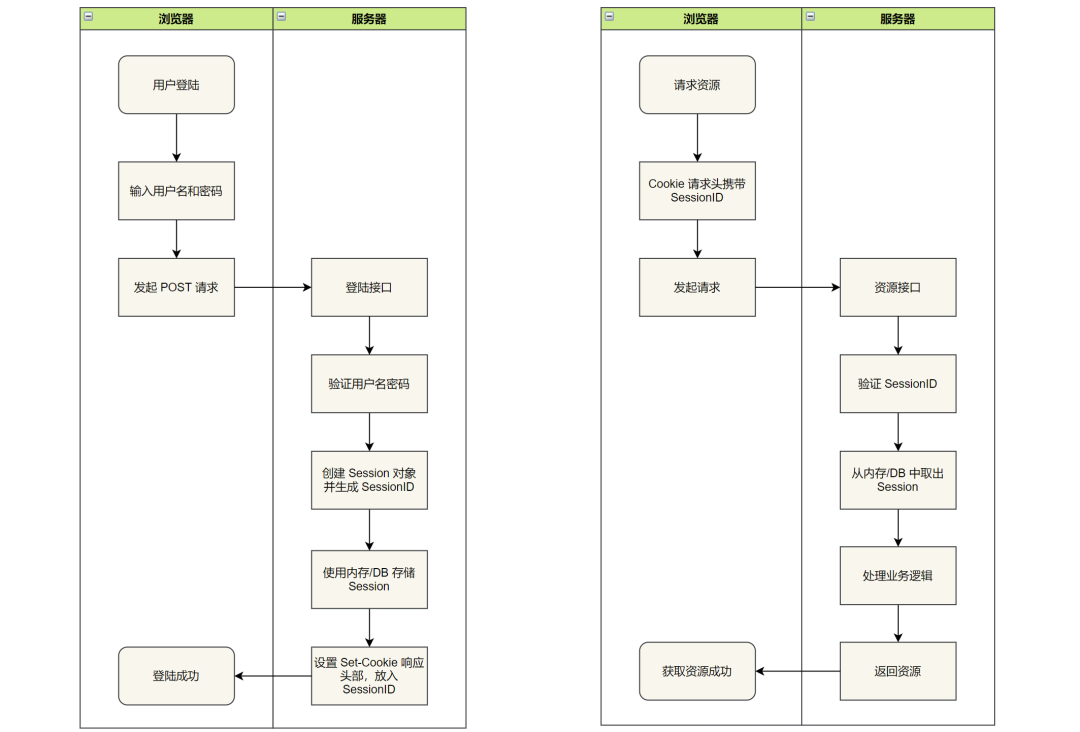 浏览器
服务器
用户登陆
输入用户名和密码
发起 POST 请求
登陆接口
验证用户名密码
创建 Session 对象
并生成 SessionID
使用内存/DB 存储
Session
设置 Set-Cookie 响应
头部，放入
SessionID
登陆成功
浏览器
服务器
请求资源
Cookie 请求头携带
SessionID
发起请求
资源接口
验证 SessionID
从内存/DB 中取出
Session
处理业务逻辑
返回资源
获取资源成功